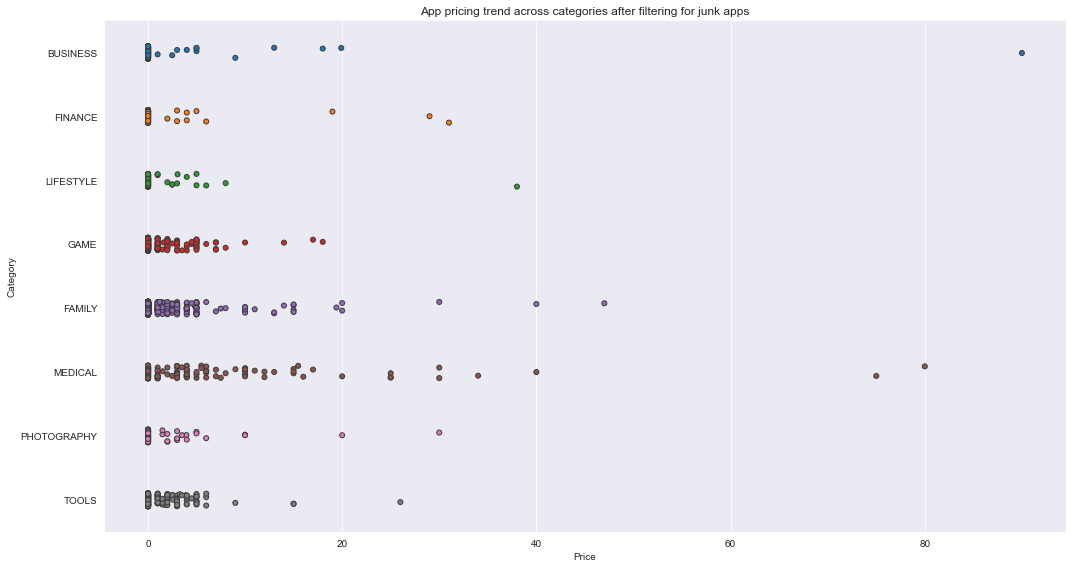 App pricing trend across categories after filtering for junk apps
BUSINESS
FINANCE
LIFESTYLE
GAME
FAMILY
MEDICAL
PHOTOGRAPHY
TOOLS
Category
0 20 40 60 80
Price